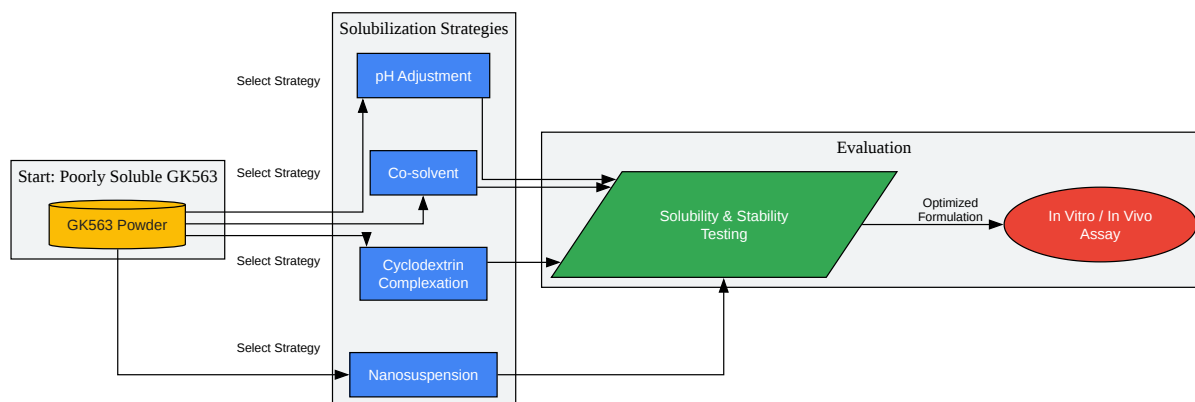 Solubilization Strategies
Select Strategy
pH Adjustment
Select Strategy
Co-solvent
Start: Poorly Soluble GK563
GK563 Powder
Select Strategy
Cyclodextrin
Complexation
Select Strategy
Nanosuspension
Evaluation
Solubility & Stability
Testing
Optimized
Formulation
In Vitro / In Vivo
Assay